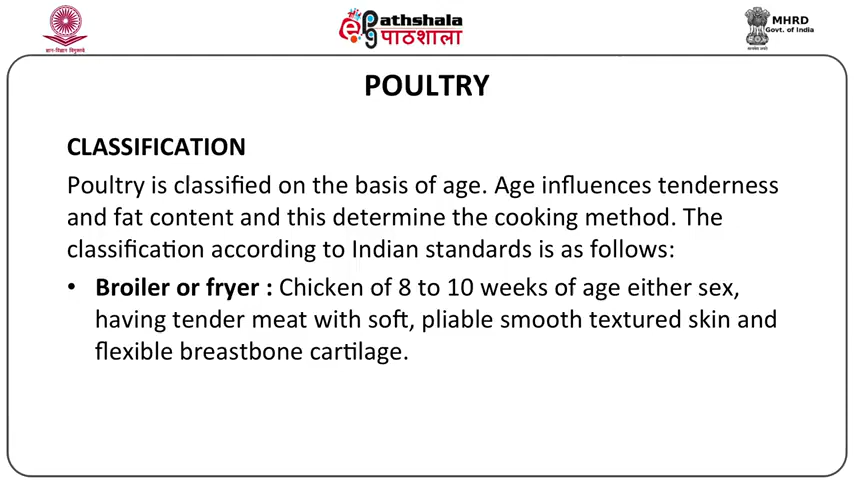 ज्ञान-विज्ञान विमुक्तये
ePathshala
पाठशाला
MHRD
Govt. of India
POULTRY
CLASSIFICATION
Poultry is classified on the basis of age. Age influences tenderness
and fat content and this determine the cooking method. The
classification according to Indian standards is as follows:
• Broiler or fryer : Chicken of 8 to 10 weeks of age either sex,
having tender meat with soft, pliable smooth textured skin and
flexible breastbone cartilage.